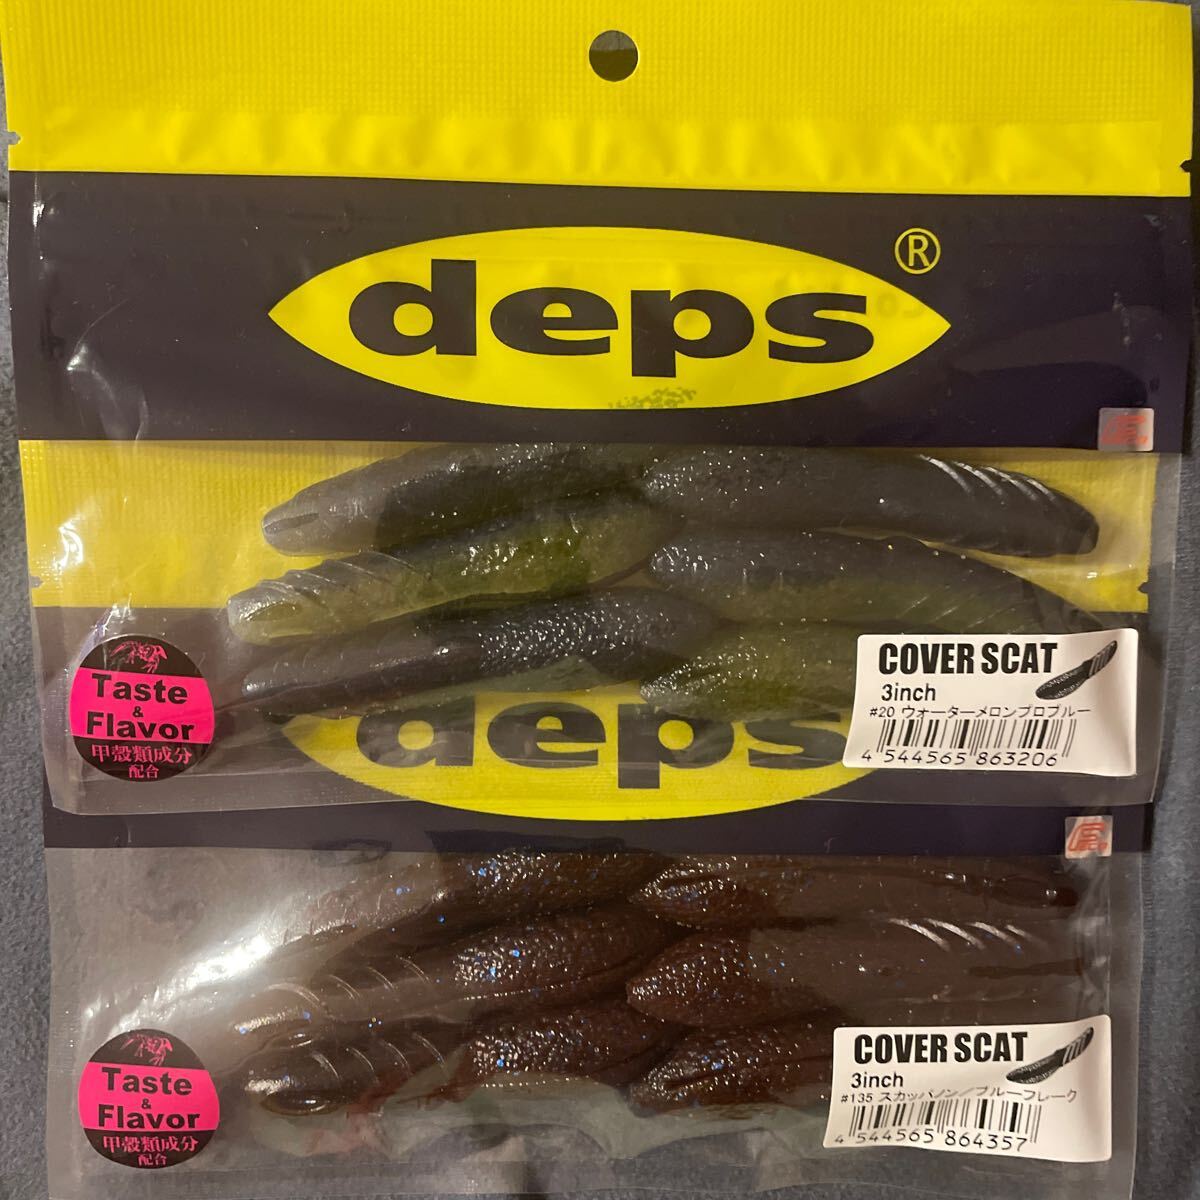 deps®
Taste
&
Flavor
甲殻類成分
配合
COVER SCAT
3inch
#20 ウォーターメロンプロブルー
4 544565 863206
deps
Taste
&
Flavor
甲殻類成分
配合
COVER SCAT
3inch
#135 スカッパノン/ブルーフレーク
4 544565 864357